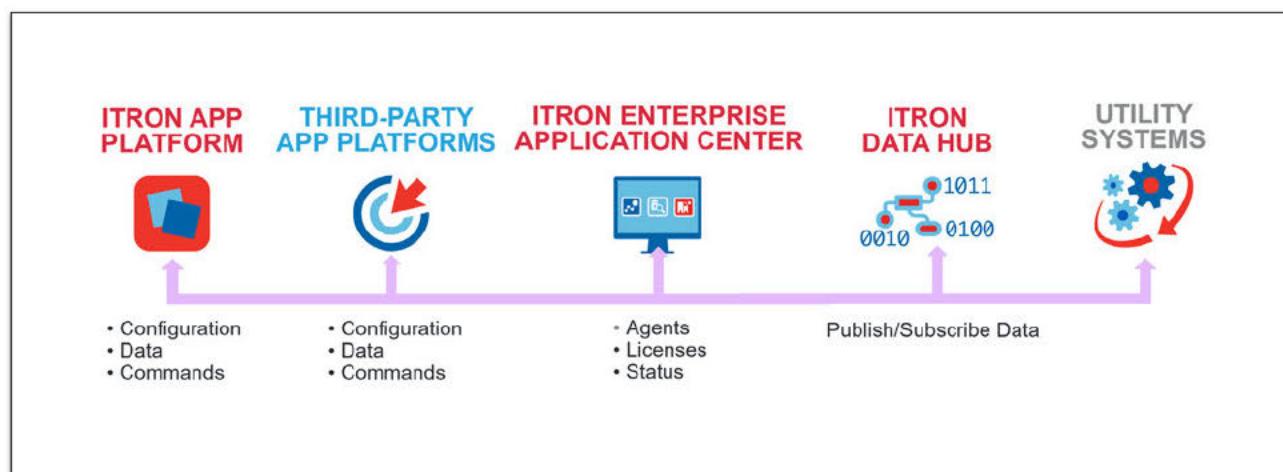 ITRON APP
PLATFORM
THIRD-PARTY
APP PLATFORMS
ITRON ENTERPRISE
APPLICATION CENTER
ITRON
DATA HUB
UTILITY
SYSTEMS
1011
0010
0100
• Configuration
• Data
• Commands
• Configuration
• Data
• Commands
• Agents
• Licenses
• Status
Publish/Subscribe Data